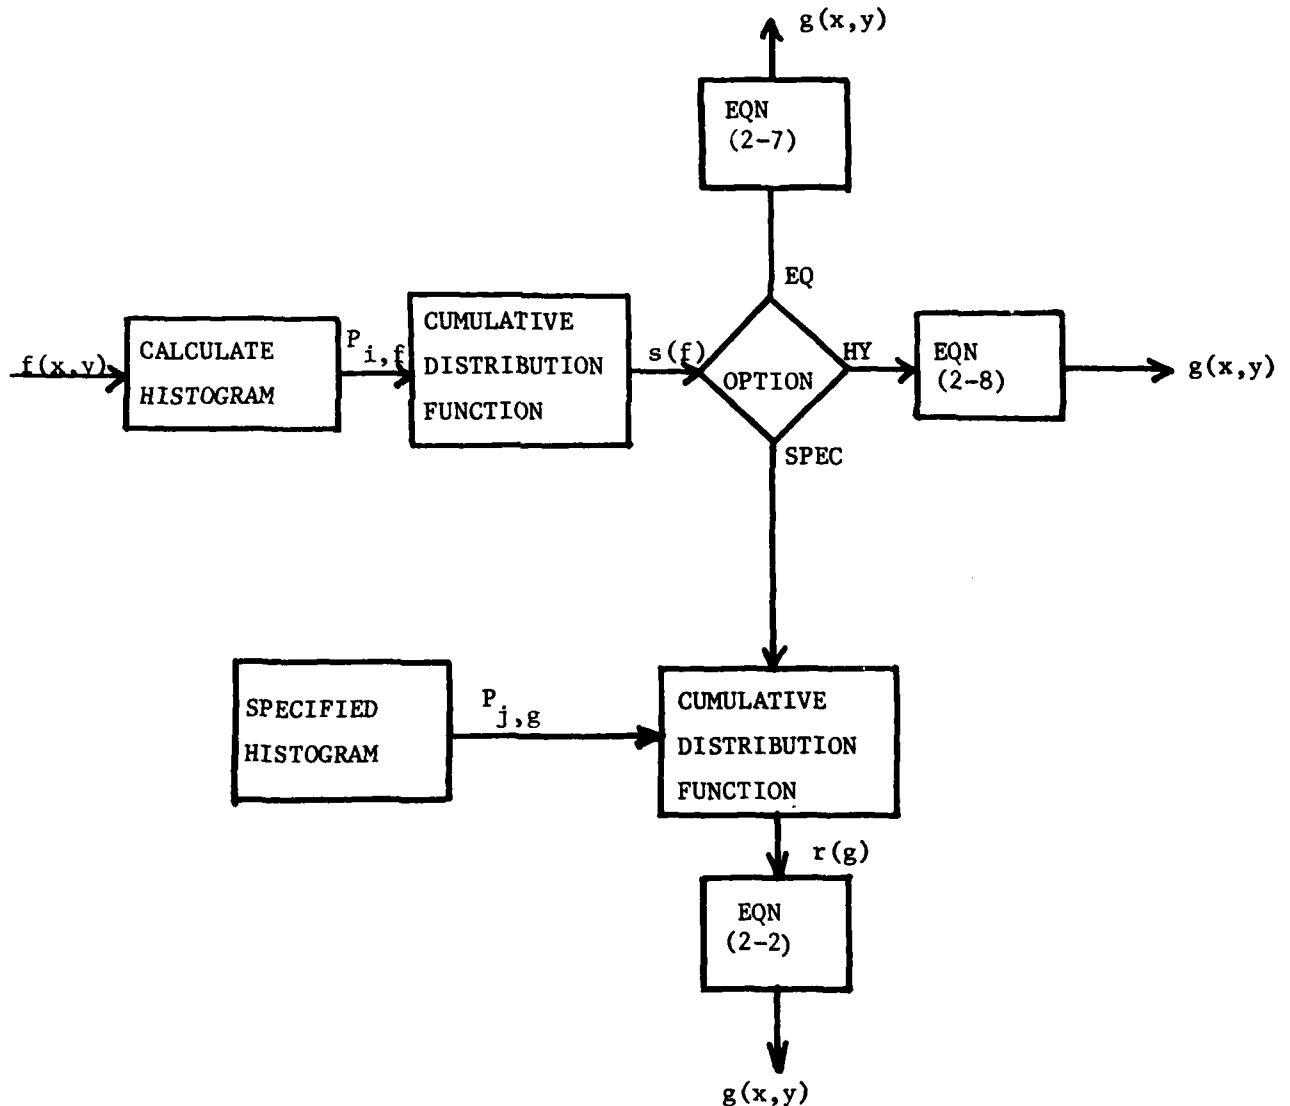 g(x,y)
EQN
(2-7)
EQ
f(x,y)
CALCULATE
HISTOGRAM
P i,f
CUMULATIVE
DISTRIBUTION
FUNCTION
s(f)
OPTION
HY
EQN
(2-8)
g(x,y)
SPEC
SPECIFIED
HISTOGRAM
P j,g
CUMULATIVE
DISTRIBUTION
FUNCTION
r(g)
EQN
(2-2)
g(x,y)